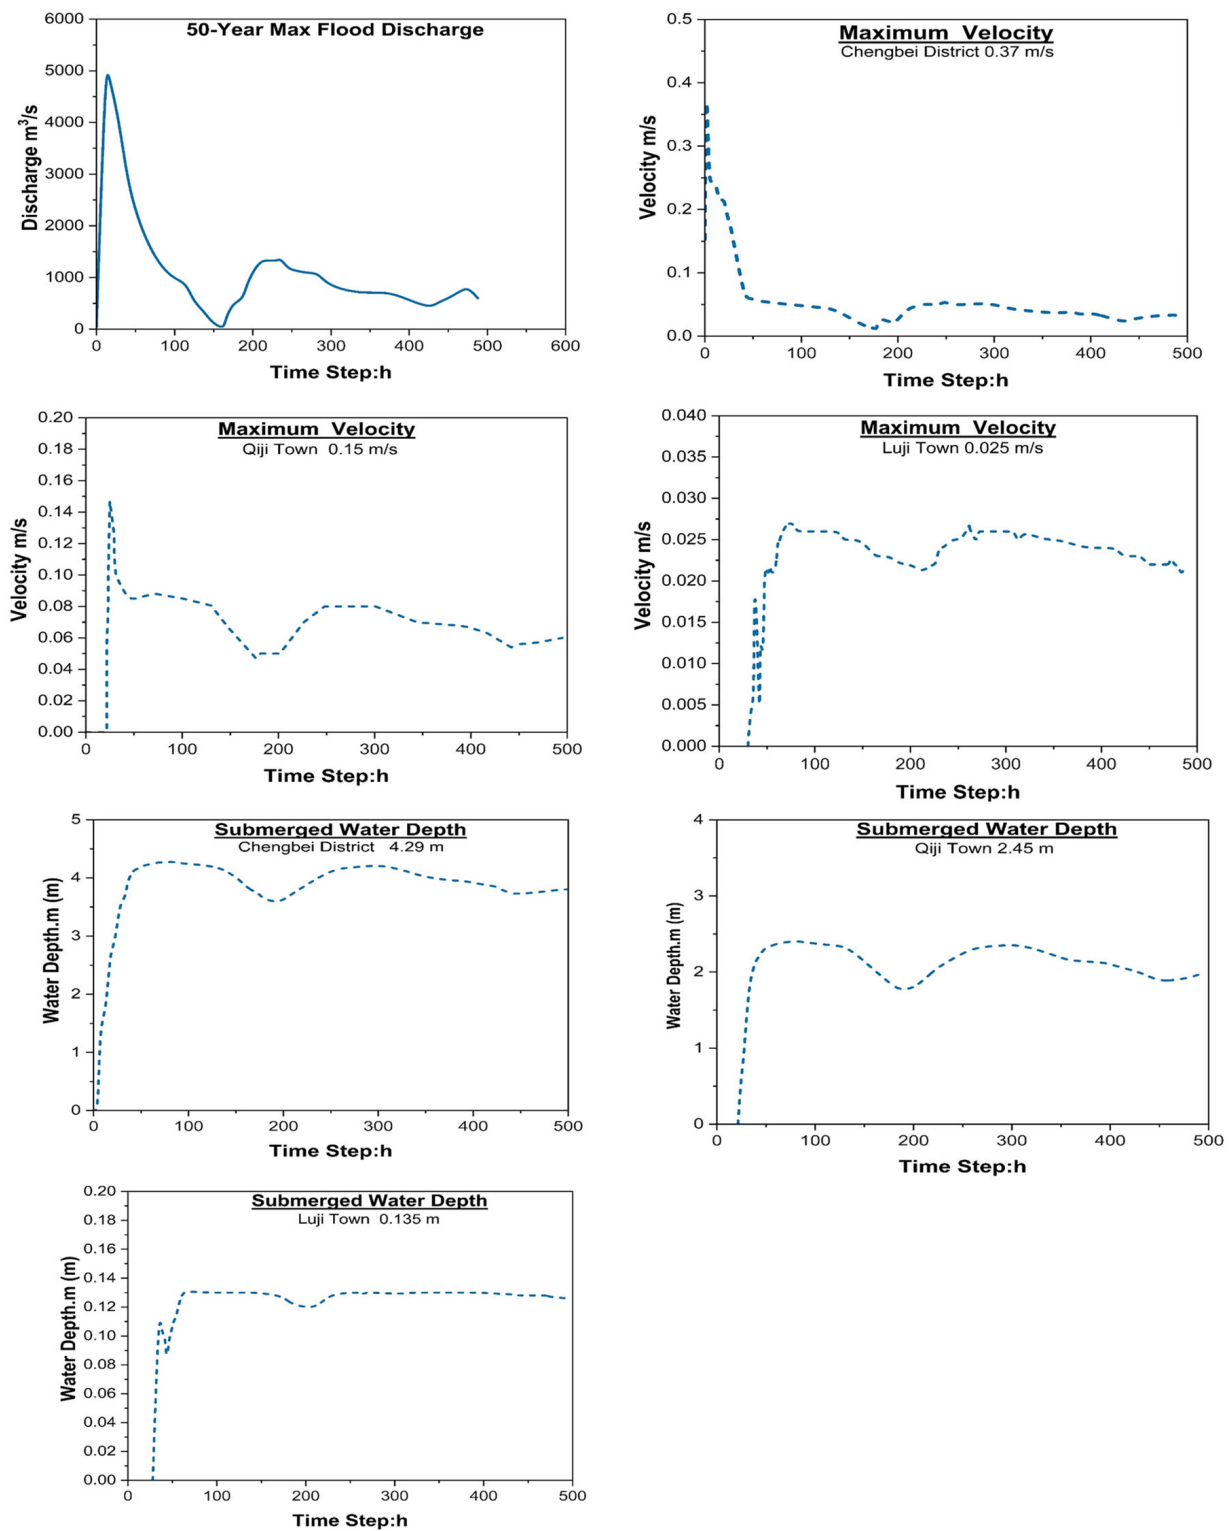 50-Year Max Flood Discharge
6000
5000
4000
3000
2000
1000
0
Discharge m³/s
0 100 200 300 400 500 600
Time Step:h
Maximum Velocity
Chengbei District 0.37 m/s
0.5
0.4
0.3
0.2
0.1
0.0
Velocity m/s
0 100 200 300 400 500
Time Step:h
Maximum Velocity
Qiji Town 0.15 m/s
0.20
0.18
0.16
0.14
0.12
0.10
0.08
0.06
0.04
0.02
0.00
Velocity m/s
0 100 200 300 400 500
Time Step:h
Maximum Velocity
Luji Town 0.025 m/s
0.040
0.035
0.030
0.025
0.020
0.015
0.010
0.005
0.000
Velocity m/s
0 100 200 300 400 500
Time Step:h
Submerged Water Depth
Chengbei District 4.29 m
5
4
3
2
1
0
Water Depth.m (m)
0 100 200 300 400 500
Time Step:h
Submerged Water Depth
Qiji Town 2.45 m
4
3
2
1
0
Water Depth.m (m)
0 100 200 300 400 500
Time Step:h
Submerged Water Depth
Luji Town 0.135 m
0.20
0.18
0.16
0.14
0.12
0.10
0.08
0.06
0.04
0.02
0.00
Water Depth.m (m)
0 100 200 300 400 500
Time Step:h